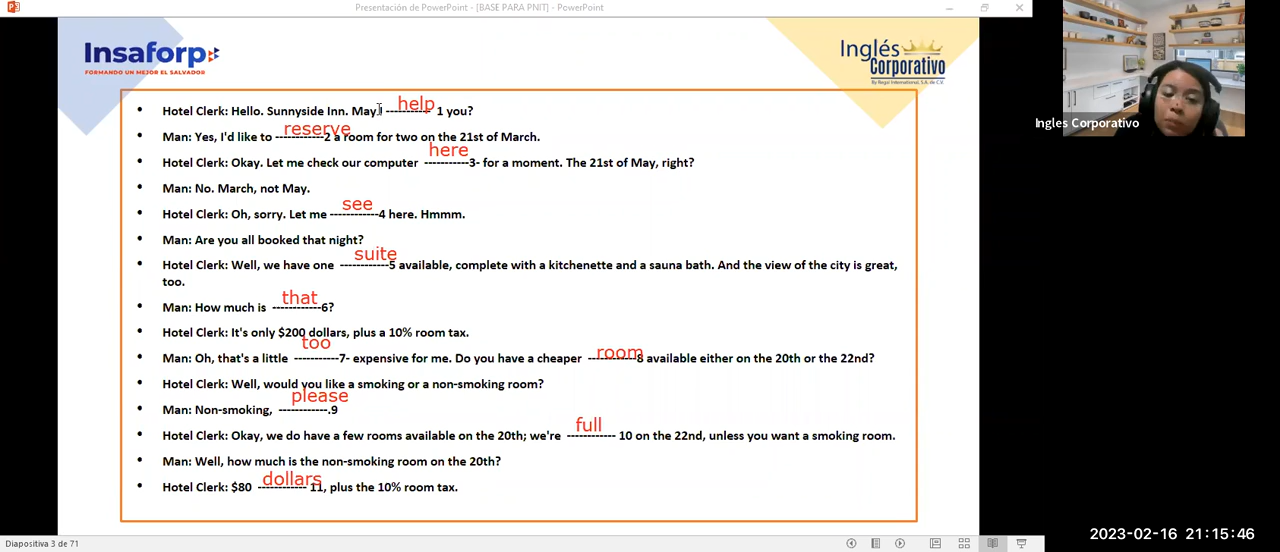 Presentación de PowerPoint - [BASE PARA PNIT] - PowerPoint
Insaforp
FORMANDO UN MEJOR EL SALVADOR
Inglés
Corporativo
By Regal International, S.A. de C.V.
Ingles Corporativo
• Hotel Clerk: Hello. Sunnyside Inn. May I ----------- help 1 you?
• Man: Yes, I'd like to ------------2 reserve a room for two on the 21st of March.
• Hotel Clerk: Okay. Let me check our computer -----------3- here for a moment. The 21st of May, right?
• Man: No. March, not May.
• Hotel Clerk: Oh, sorry. Let me ------------4 see here. Hmmm.
• Man: Are you all booked that night?
• Hotel Clerk: Well, we have one ------------5 suite available, complete with a kitchenette and a sauna bath. And the view of the city is great,
too.
• Man: How much is ------------6? that
• Hotel Clerk: It's only $200 dollars, plus a 10% room tax.
• Man: Oh, that's a little -----------7- too expensive for me. Do you have a cheaper ------------8 room available either on the 20th or the 22nd?
• Hotel Clerk: Well, would you like a smoking or a non-smoking room?
• Man: Non-smoking, ------------.9 please
• Hotel Clerk: Okay, we do have a few rooms available on the 20th; we're ------------ 10 full on the 22nd, unless you want a smoking room.
• Man: Well, how much is the non-smoking room on the 20th?
• Hotel Clerk: $80 ------------ 11, dollars plus the 10% room tax.
Diapositiva 3 de 71
2023-02-16 21:15:46